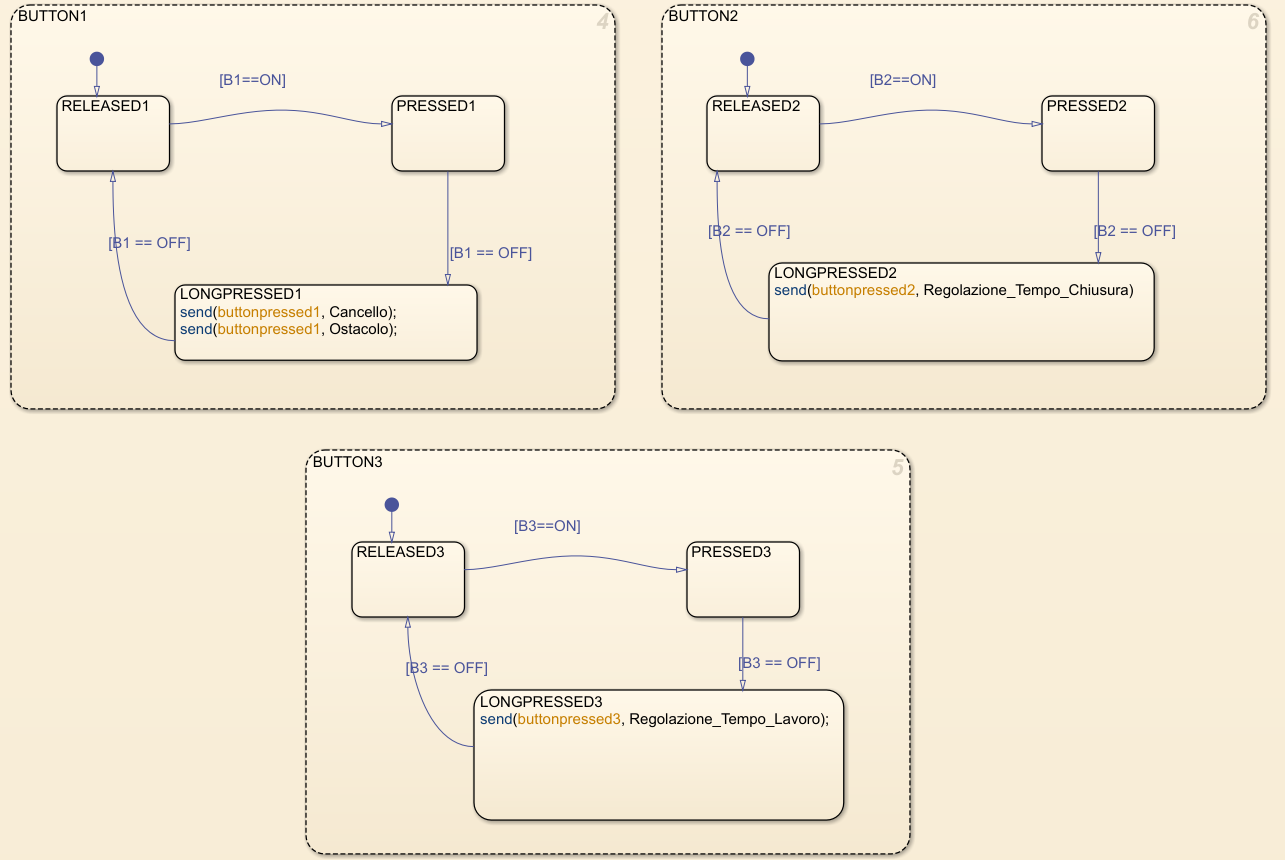 BUTTON1
4
[B1==ON]
RELEASED1
PRESSED1
[B1 == OFF]
[B1 == OFF]
LONGPRESSED1
send(buttonpressed1, Cancello);
send(buttonpressed1, Ostacolo);
BUTTON2
6
[B2==ON]
RELEASED2
PRESSED2
[B2 == OFF]
[B2 == OFF]
LONGPRESSED2
send(buttonpressed2, Regolazione_Tempo_Chiusura)
BUTTON3
5
[B3==ON]
RELEASED3
PRESSED3
[B3 == OFF]
[B3 == OFF]
LONGPRESSED3
send(buttonpressed3, Regolazione_Tempo_Lavoro);